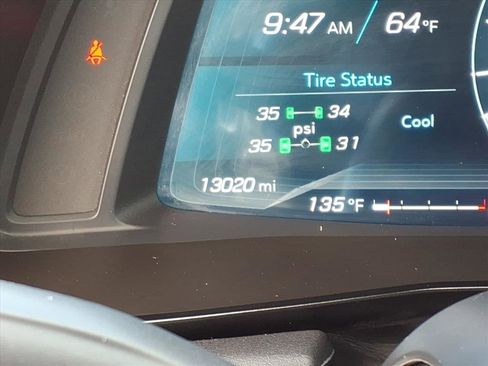 9:47 AM / 64°F
Tire Status
35 34
psi Cool
35 31
13020 mi
135°F